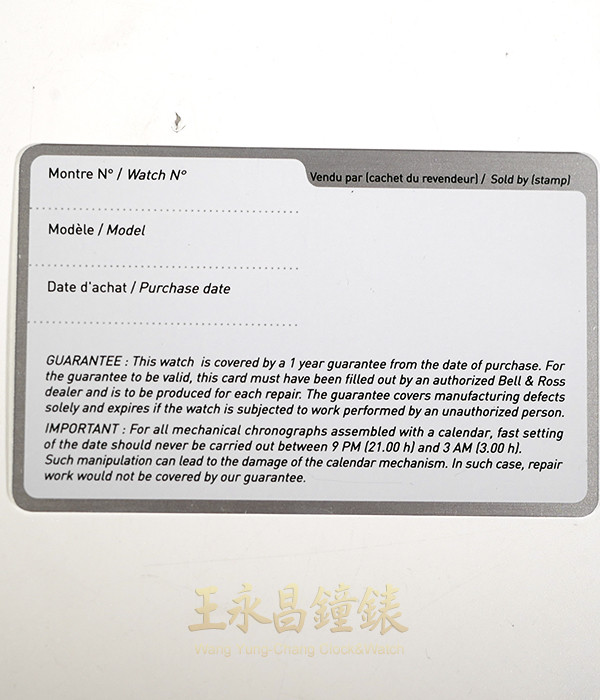 Montre N° / Watch N°
Vendu par (cachet du revendeur) / Sold by (stamp)
Modèle / Model
Date d'achat / Purchase date
GUARANTEE : This watch is covered by a 1 year guarantee from the date of purchase. For
the guarantee to be valid, this card must have been filled out by an authorized Bell & Ross
dealer and is to be produced for each repair. The guarantee covers manufacturing defects
solely and expires if the watch is subjected to work performed by an unauthorized person.
IMPORTANT : For all mechanical chronographs assembled with a calendar, fast setting
of the date should never be carried out between 9 PM (21.00 h) and 3 AM (3.00 h).
Such manipulation can lead to the damage of the calendar mechanism. In such case, repair
work would not be covered by our guarantee.
王永昌鐘錶
Wang Yung-Chang Clock&Watch